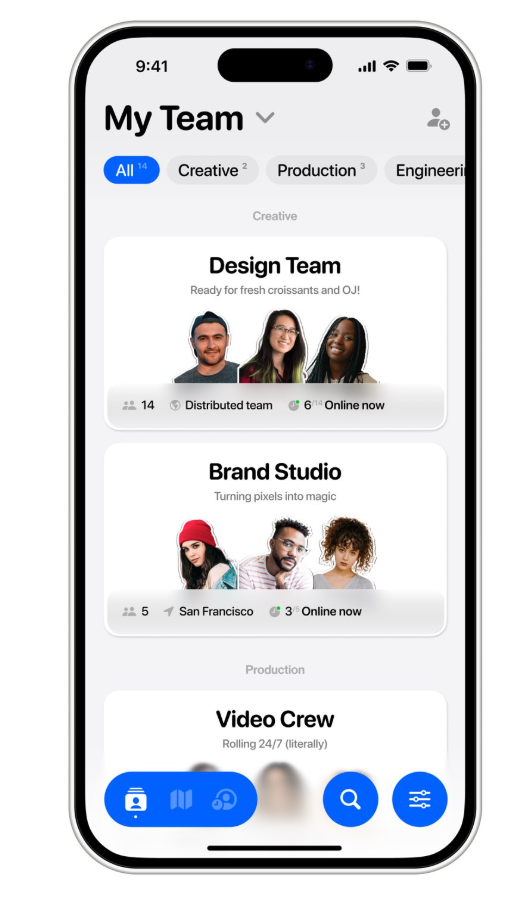 9:41
My Team
All 14 Creative 2 Production 3 Engineeri
Creative
Design Team
Ready for fresh croissants and OJ!
14 Distributed team 6/14 Online now
Brand Studio
Turning pixels into magic
5 San Francisco 3/5 Online now
Production
Video Crew
Rolling 24/7 (literally)